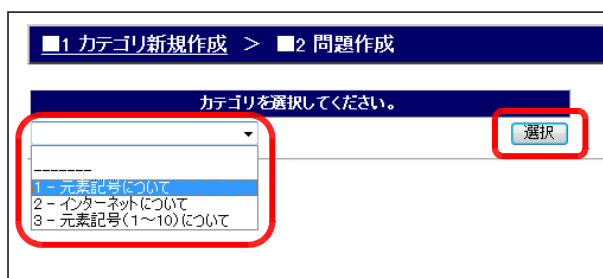 ■1 カテゴリ新規作成 ＞ ■2 問題作成
カテゴリを選択してください。
選択
-------
1 - 元素記号について
2 - インターネットについて
3 - 元素記号(1～10)について